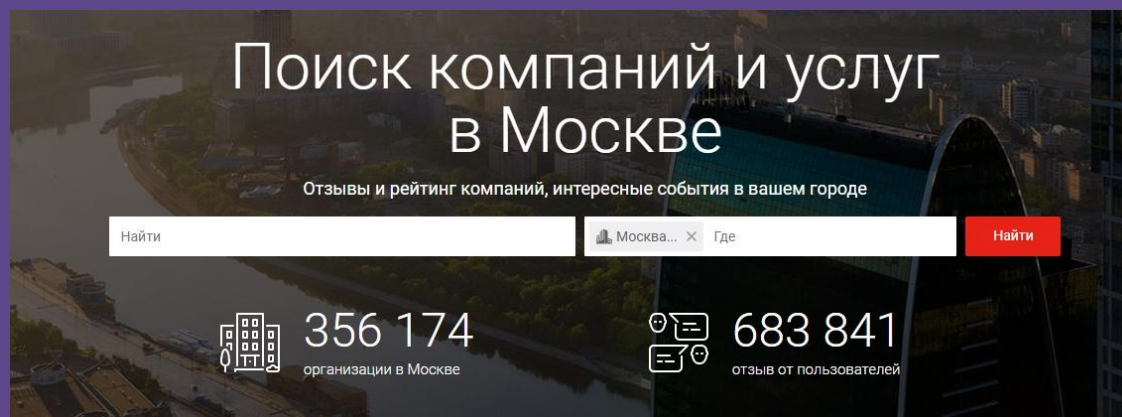 Поиск компаний и услуг
в Москве
Отзывы и рейтинг компаний, интересные события в вашем городе
Найти Москва... × Где Найти
356 174 683 841
организации в Москве отзыв от пользователей